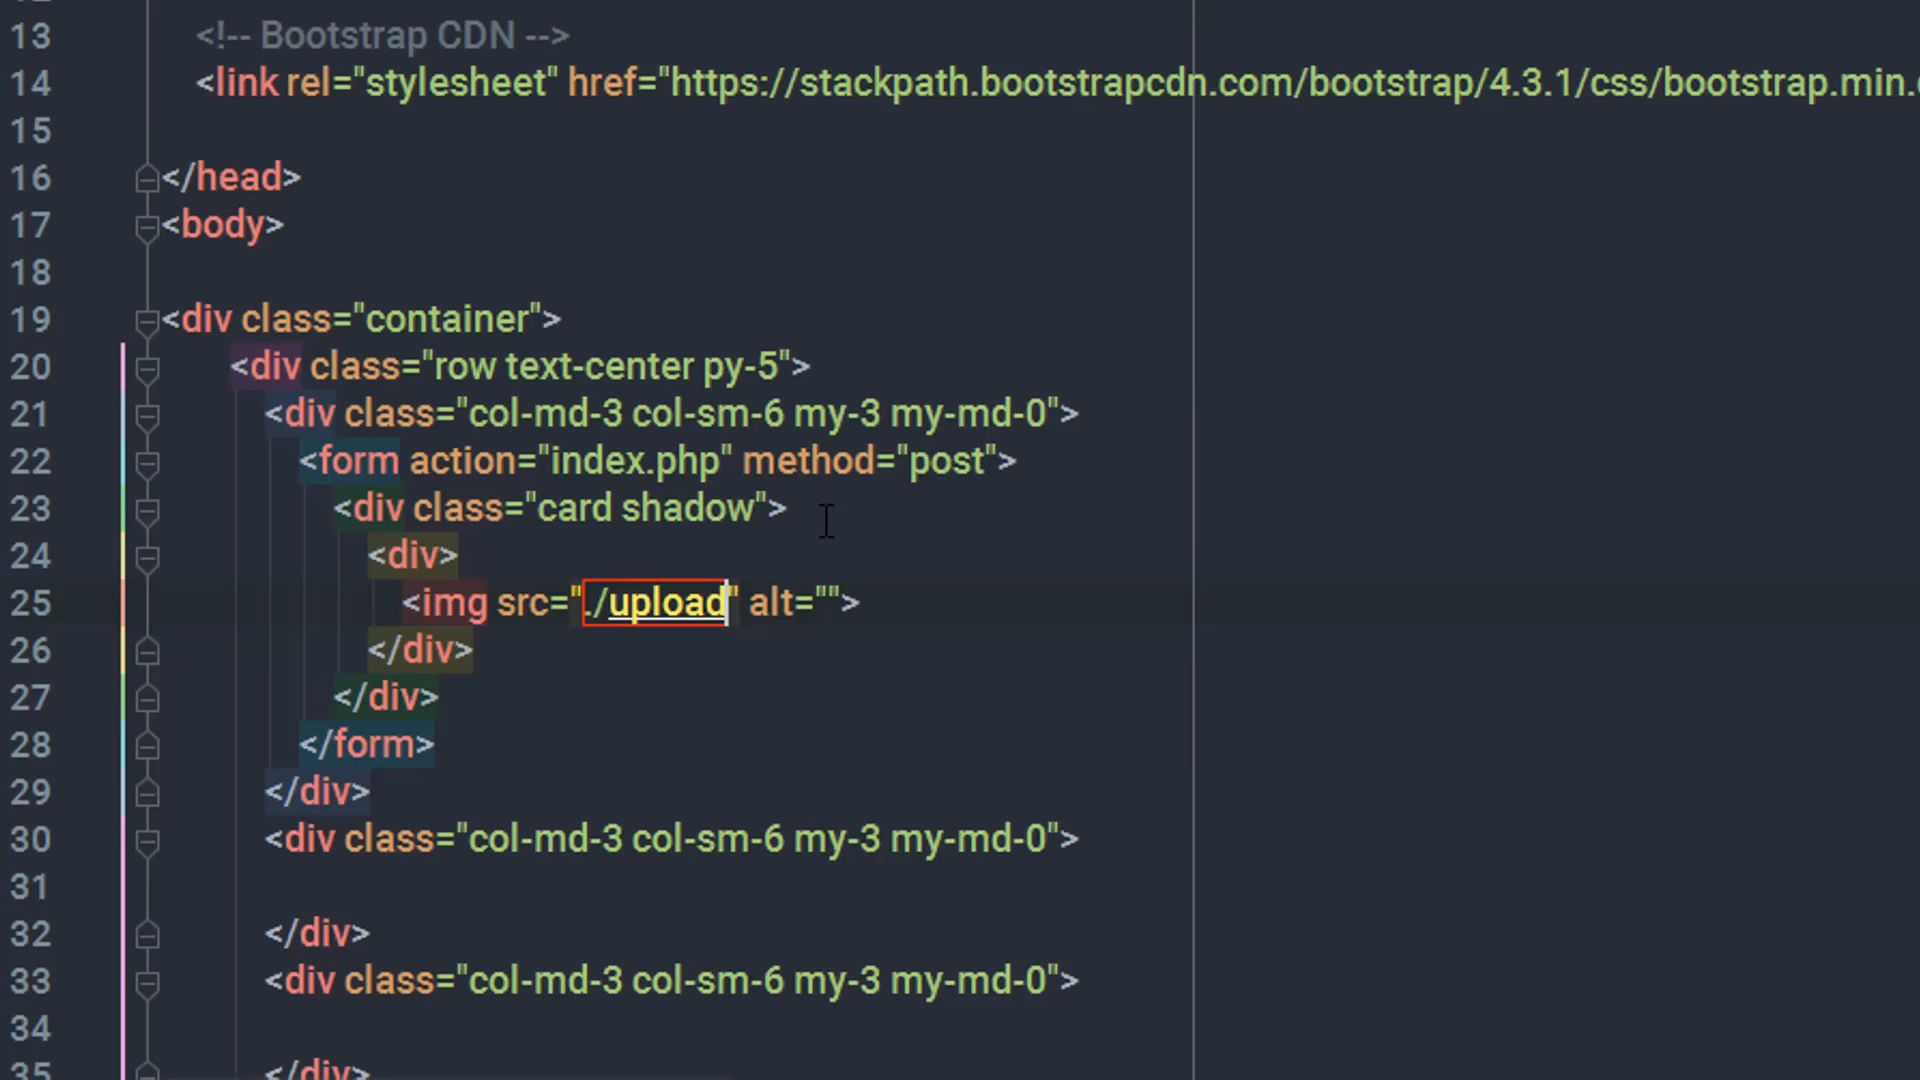 13 <!-- Bootstrap CDN -->
14 <link rel="stylesheet" href="https://stackpath.bootstrapcdn.com/bootstrap/4.3.1/css/bootstrap.min.
15
16 </head>
17 <body>
18
19 <div class="container">
20 <div class="row text-center py-5">
21 <div class="col-md-3 col-sm-6 my-3 my-md-0">
22 <form action="index.php" method="post">
23 <div class="card shadow">
24 <div>
25 <img src="./upload" alt="">
26 </div>
27 </div>
28 </form>
29 </div>
30 <div class="col-md-3 col-sm-6 my-3 my-md-0">
31
32 </div>
33 <div class="col-md-3 col-sm-6 my-3 my-md-0">
34
35 </div>